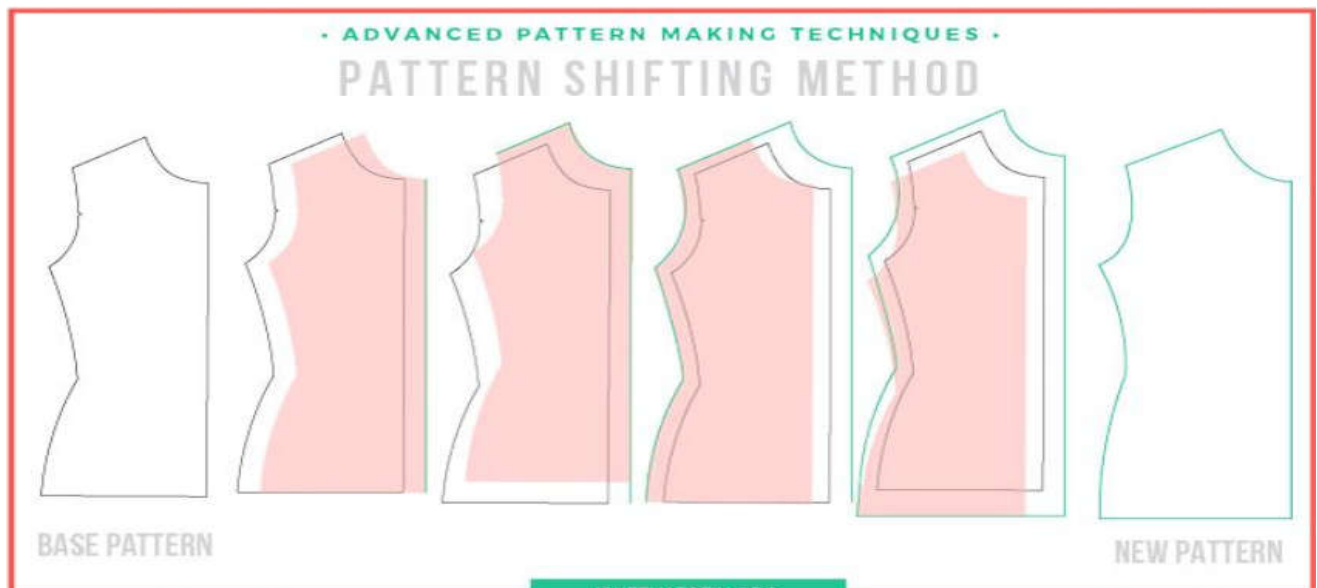 • ADVANCED PATTERN MAKING TECHNIQUES •
PATTERN SHIFTING METHOD
BASE PATTERN
NEW PATTERN